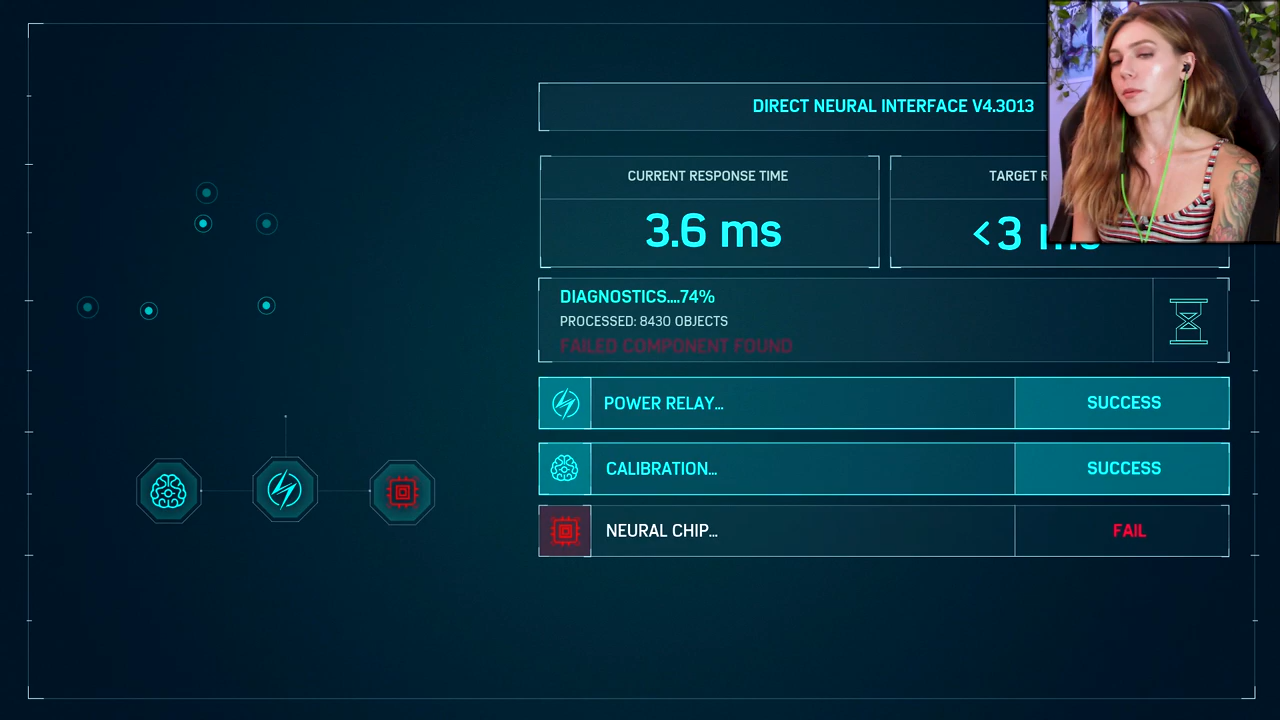 DIRECT NEURAL INTERFACE V4.3013
CURRENT RESPONSE TIME
TARGET
3.6 ms
<3
DIAGNOSTICS....74%
PROCESSED: 8430 OBJECTS
FAILED COMPONENT FOUND
POWER RELAY...
SUCCESS
CALIBRATION...
SUCCESS
NEURAL CHIP...
FAIL